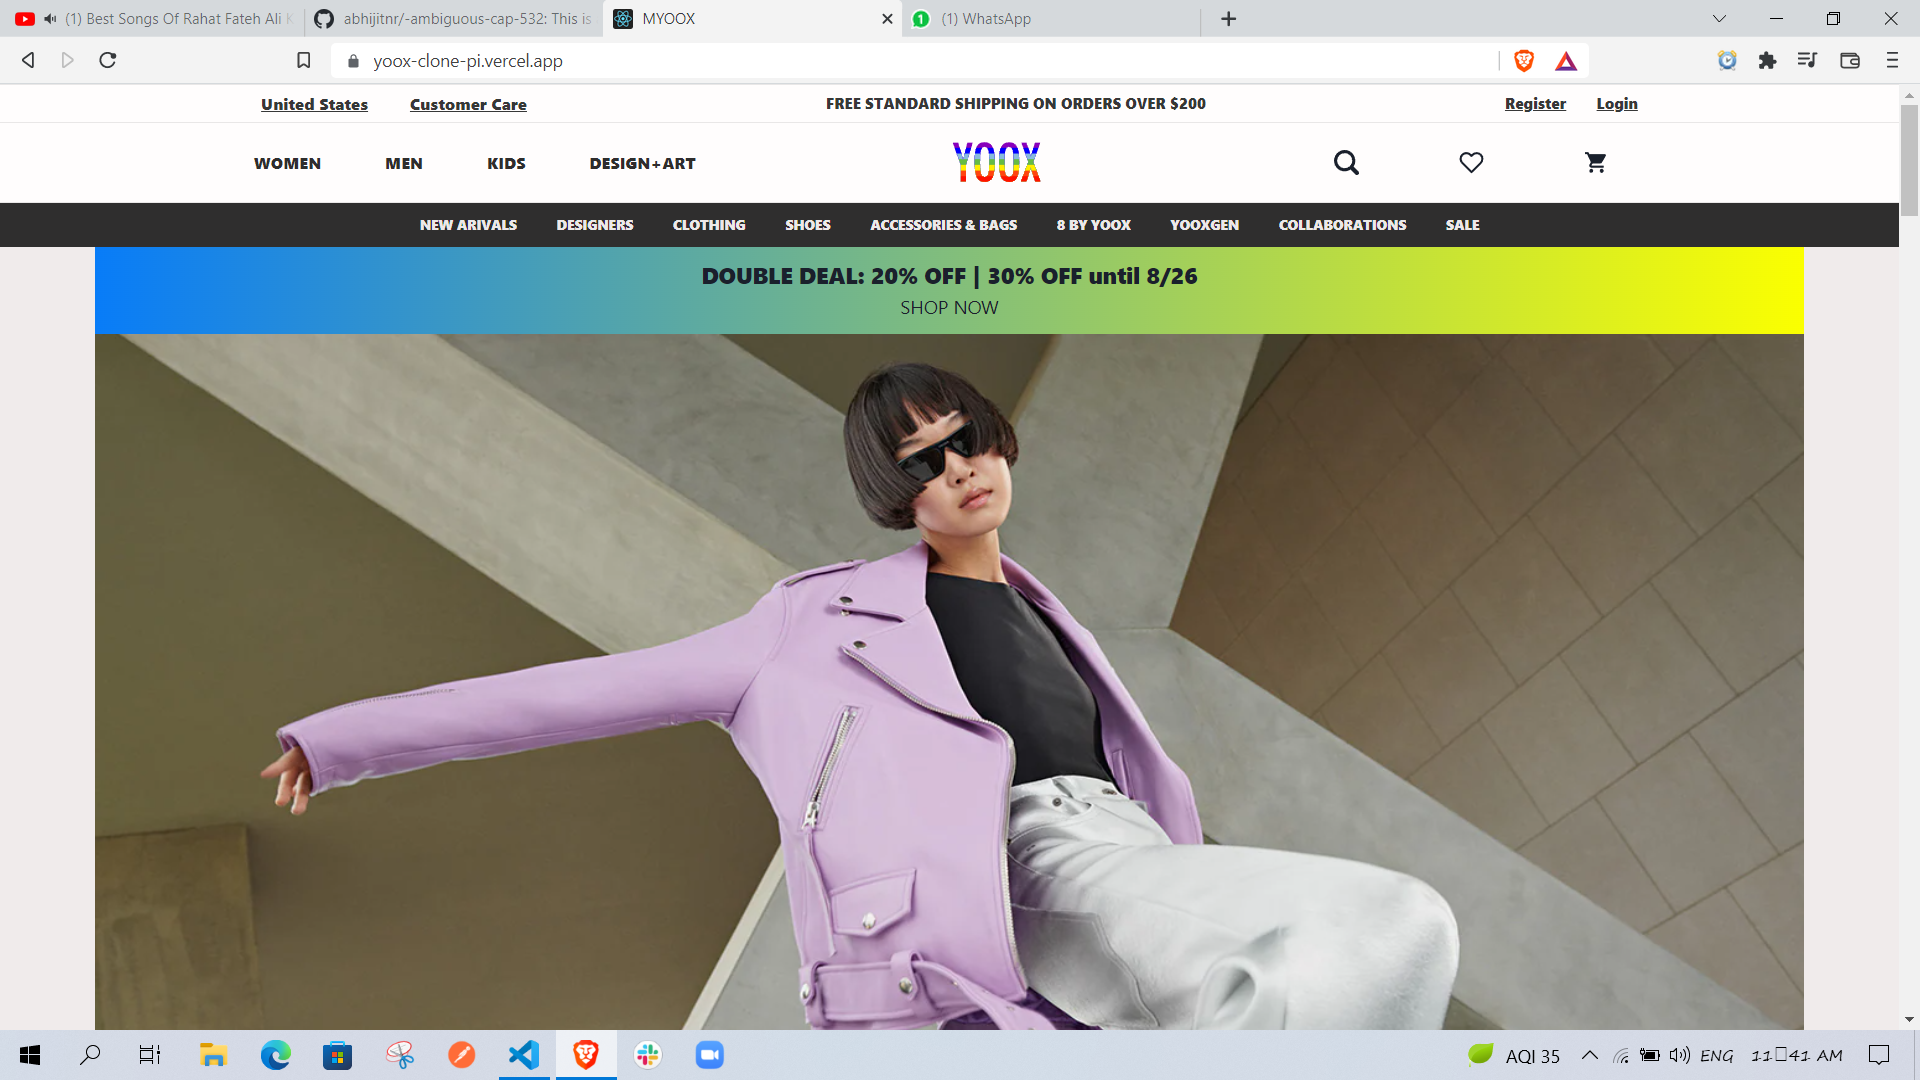 (1) Best Songs Of Rahat Fateh Ali K
abhijitnr/-ambiguous-cap-532: This is
MYOOX
(1) WhatsApp
yoox-clone-pi.vercel.app
United States Customer Care FREE STANDARD SHIPPING ON ORDERS OVER $200 Register Login
WOMEN MEN KIDS DESIGN+ART YOOX
NEW ARIVALS DESIGNERS CLOTHING SHOES ACCESSORIES & BAGS 8 BY YOOX YOOXGEN COLLABORATIONS SALE
DOUBLE DEAL: 20% OFF | 30% OFF until 8/26
SHOP NOW
AQI 35 ENG 11▯41 AM